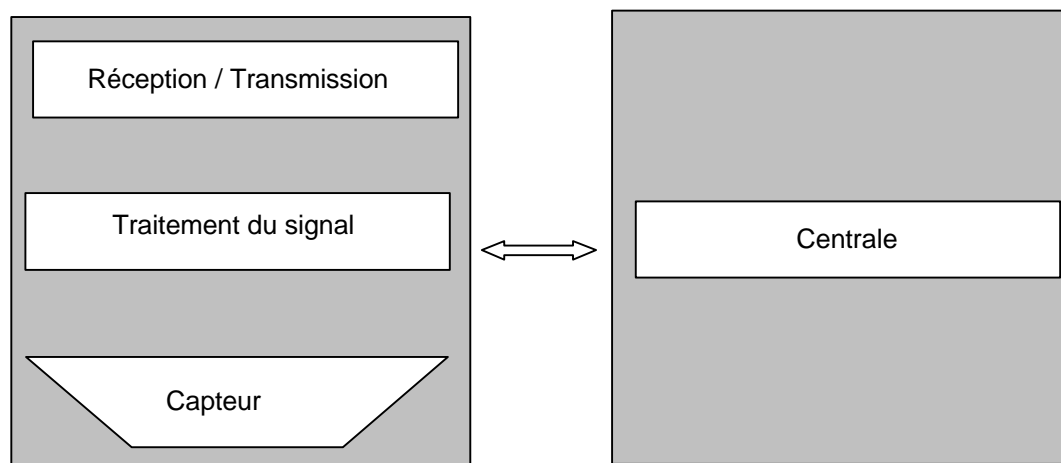 Réception / Transmission
Traitement du signal
Centrale
Capteur